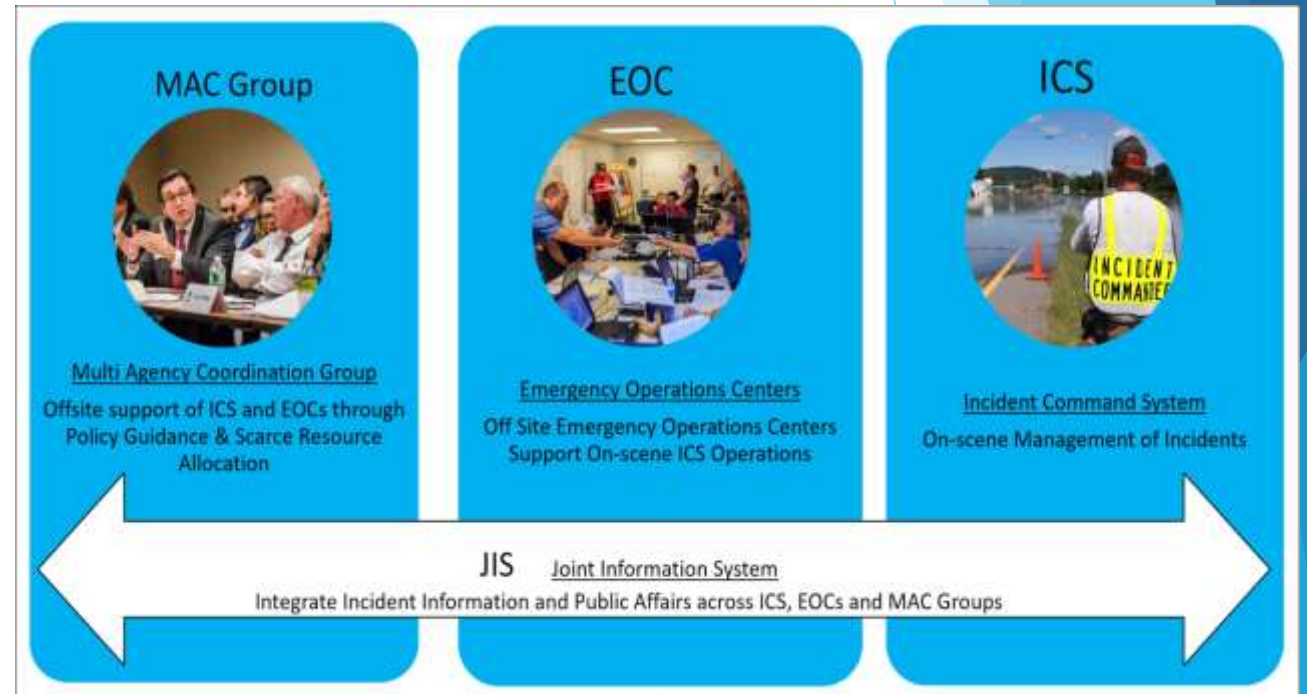 MAC Group
Multi Agency Coordination Group
Offsite support of ICS and EOCs through
Policy Guidance & Scarce Resource
Allocation
EOC
Emergency Operations Centers
Off Site Emergency Operations Centers
Support On-scene ICS Operations
ICS
INCIDENT
COMMANDER
Incident Command System
On-scene Management of Incidents
JIS Joint Information System
Integrate Incident Information and Public Affairs across ICS, EOCs and MAC Groups